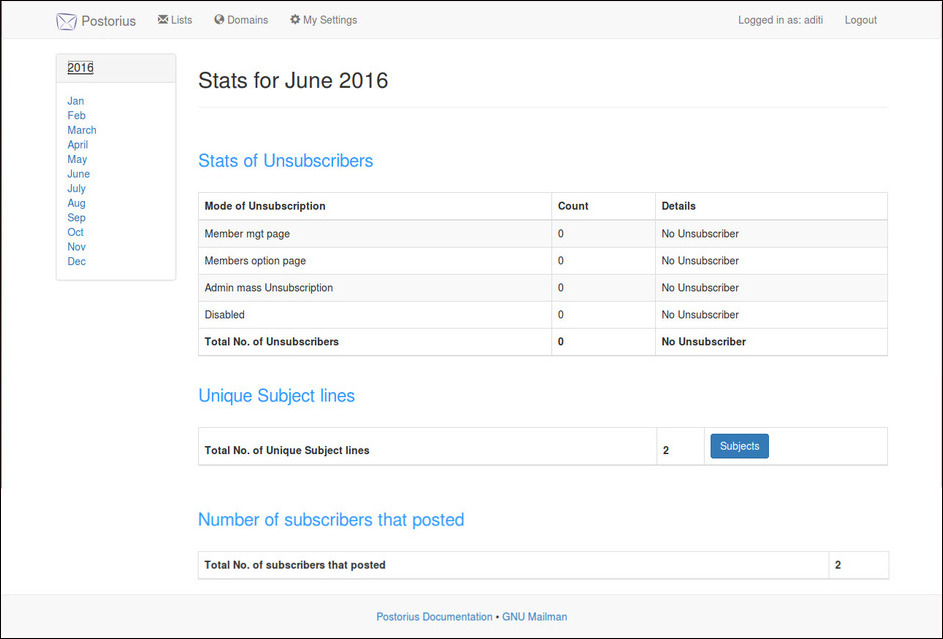 Postorius Lists Domains My Settings Logged in as: aditi Logout
2016
Jan
Feb
March
April
May
June
July
Aug
Sep
Oct
Nov
Dec
Stats for June 2016
Stats of Unsubscribers
Mode of Unsubscription Count Details
Member mgt page 0 No Unsubscriber
Members option page 0 No Unsubscriber
Admin mass Unsubscription 0 No Unsubscriber
Disabled 0 No Unsubscriber
Total No. of Unsubscribers 0 No Unsubscriber
Unique Subject lines
Total No. of Unique Subject lines 2 Subjects
Number of subscribers that posted
Total No. of subscribers that posted 2
Postorius Documentation • GNU Mailman